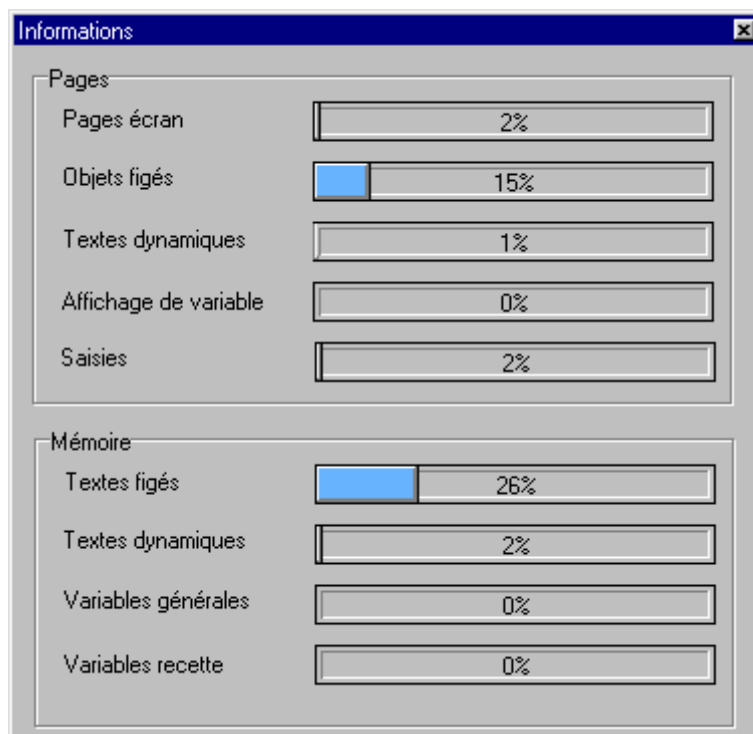 Informations
Pages
Pages écran 2%
Objets figés 15%
Textes dynamiques 1%
Affichage de variable 0%
Saisies 2%
Mémoire
Textes figés 26%
Textes dynamiques 2%
Variables générales 0%
Variables recette 0%